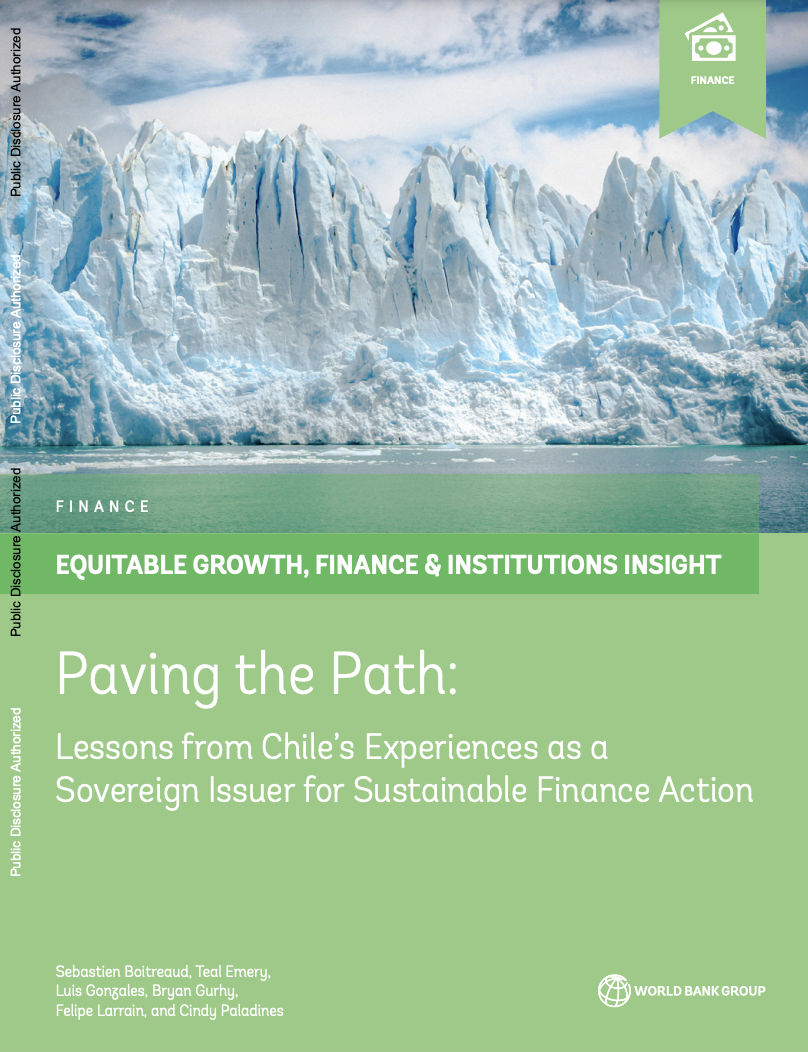 Public Disclosure Authorized
Public Disclosure Authorized
Public Disclosure Authorized
Public Disclosure Authorized
FINANCE
FINANCE
EQUITABLE GROWTH, FINANCE & INSTITUTIONS INSIGHT
Paving the Path:
Lessons from Chile’s Experiences as a
Sovereign Issuer for Sustainable Finance Action
Sebastien Boitreaud, Teal Emery,
Luis Gonzales, Bryan Gurhy,
Felipe Larrain, and Cindy Paladines
WORLD BANK GROUP